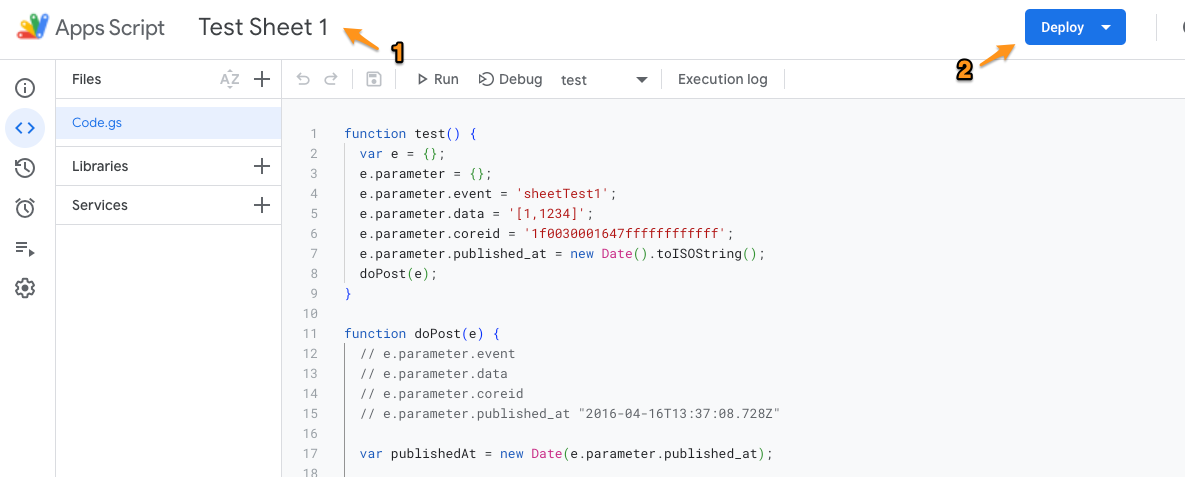 Apps Script Test Sheet 1
1
Deploy
2
Files AZ
Run Debug test Execution log
Code.gs
Libraries
Services
1 function test() {
2 var e = {};
3 e.parameter = {};
4 e.parameter.event = 'sheetTest1';
5 e.parameter.data = '[1,1234]';
6 e.parameter.coreid = '1f0030001647ffffffffffff';
7 e.parameter.published_at = new Date().toISOString();
8 doPost(e);
9 }
10
11 function doPost(e) {
12 // e.parameter.event
13 // e.parameter.data
14 // e.parameter.coreid
15 // e.parameter.published_at "2016-04-16T13:37:08.728Z"
16
17 var publishedAt = new Date(e.parameter.published_at);
18